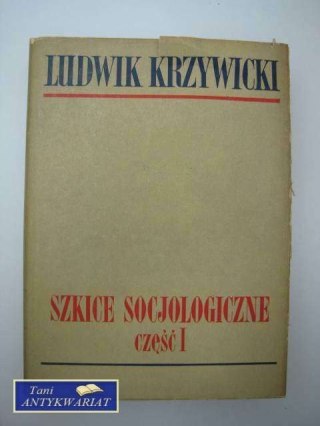 LUDWIK KRZYWICKI
SZKICE SOCJOLOGICZNE
część I
Tani
ANTYKWARIAT